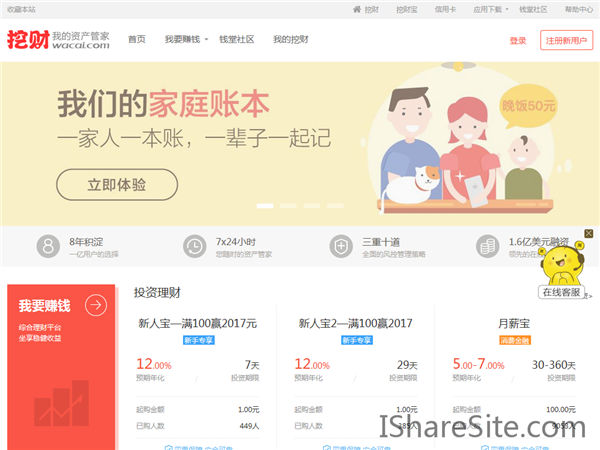 收藏本站
挖财 挖财宝 信用卡 应用下载 钱堂社区 帮助中心
挖财 我的资产管家
wacai.com
首页 我要赚钱 钱堂社区 我的挖财
登录 注册新用户
我们的家庭账本
一家人一本账，一辈子一起记
立即体验
晚饭50元
8年积淀
一亿用户的选择
7x24小时
您随时的资产管家
三重十道
全面的风控管理策略
1.6亿美元融资
领先的在
在线客服
我要赚钱
综合理财平台
坐享稳健收益
投资理财
新人宝—满100赢2017元
新手专享
12.00% 7天
预期年化 投资期限
起购金额 1.00元
已购人数 449人
新人宝2—满100赢2017
新手专享
12.00% 29天
预期年化 投资期限
起购金额 1.00元
已购人数 385人
月薪宝
消费金融
5.00-7.00% 30-360天
预期年化 投资期限
起购金额 100.00元
已购人数 9053人
IShareSite.com